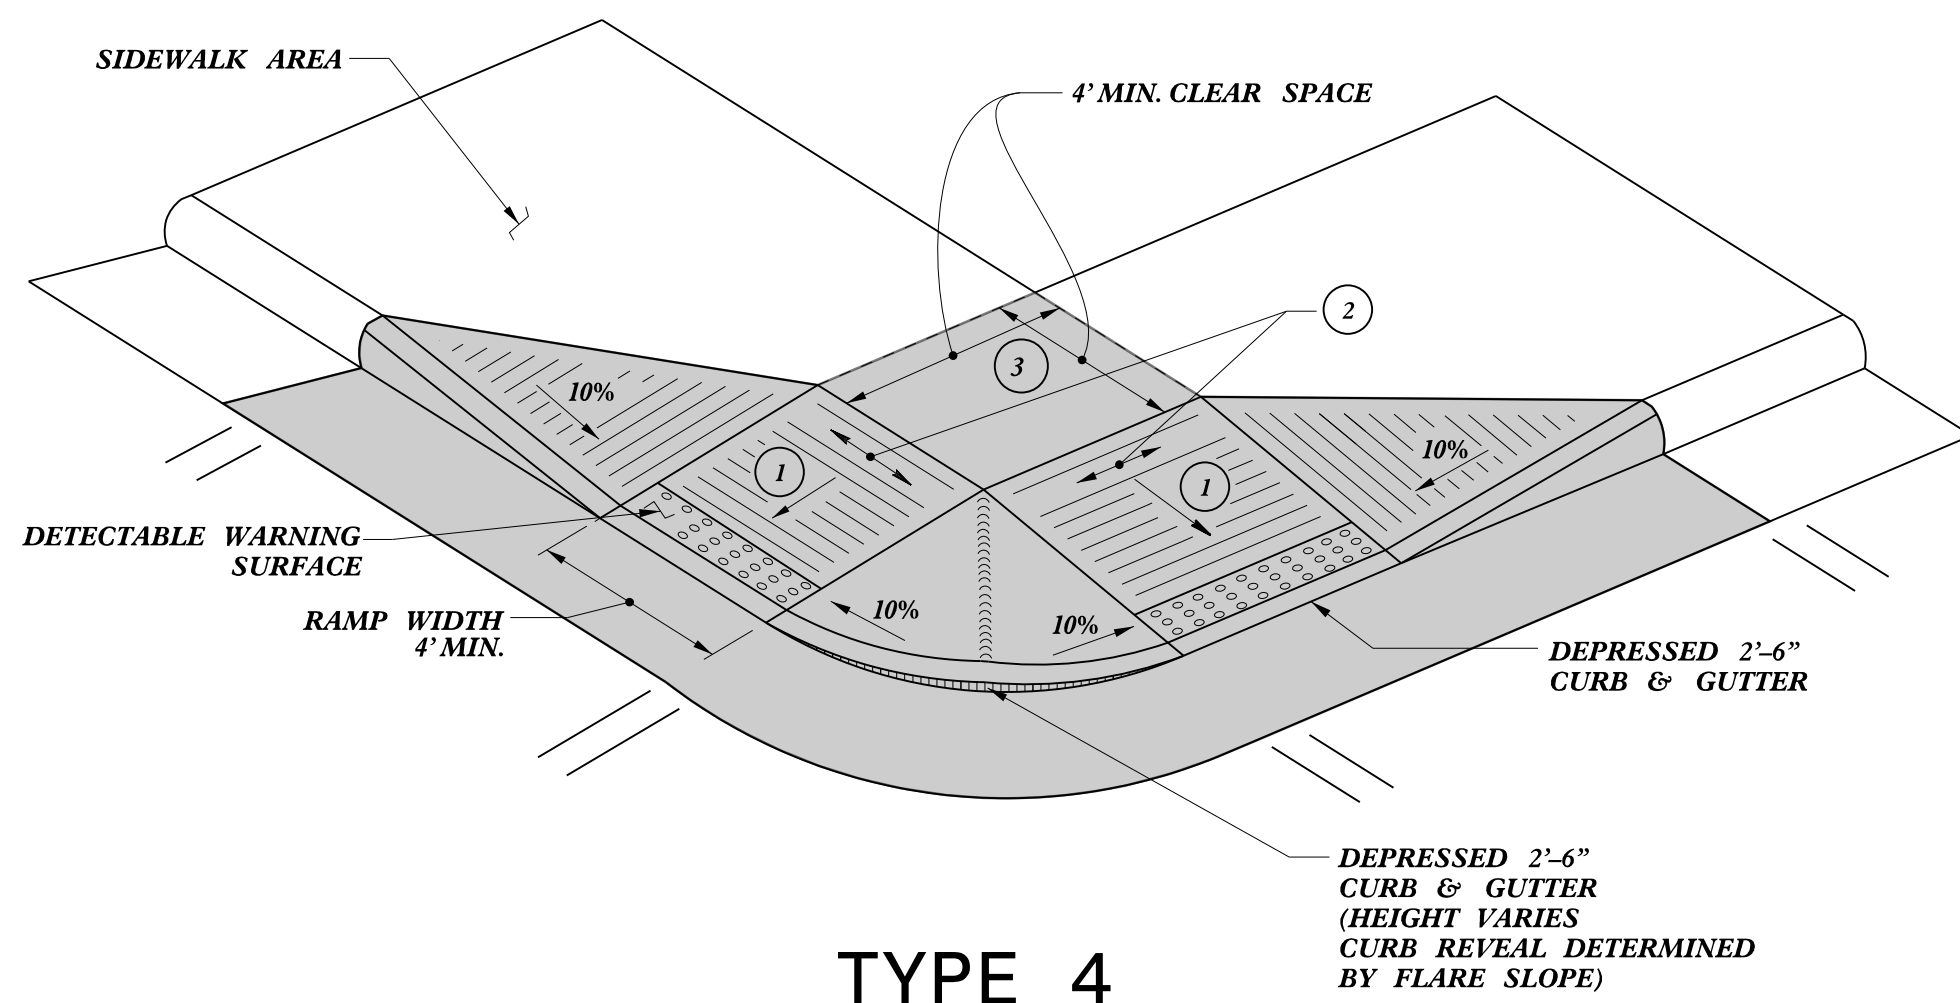 SIDEWALK AREA
4’ MIN. CLEAR SPACE
2
3
10%
10%
1
1
DETECTABLE WARNING
SURFACE
RAMP WIDTH
4’ MIN.
10%
10%
DEPRESSED 2’–6”
CURB & GUTTER
DEPRESSED 2’–6”
CURB & GUTTER
(HEIGHT VARIES
CURB REVEAL DETERMINED
BY FLARE SLOPE)
TYPE 4